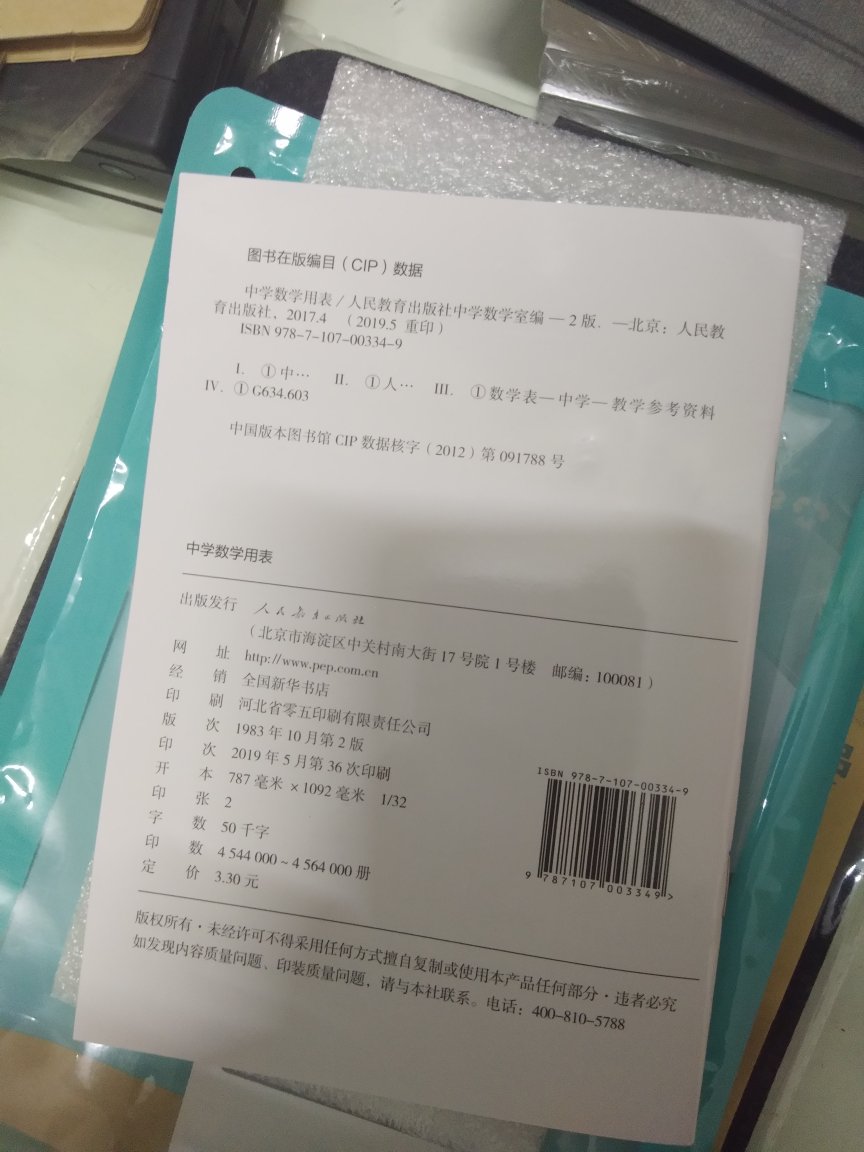 图书在版编目（CIP）数据
中学数学用表 / 人民教育出版社中学数学室编 — 2 版. —北京：人民教
育出版社，2017.4 （2019.5 重印）
ISBN 978-7-107-00334-9
I. ①中… II. ①人… III. ①数学表—中学—教学参考资料
IV. ①G634.603
中国版本图书馆 CIP 数据核字（2012）第 091788 号
中学数学用表
出版发行 人民教育出版社
（北京市海淀区中关村南大街 17 号院 1 号楼 邮编：100081）
网 址 http://www.pep.com.cn
经 销 全国新华书店
印 刷 河北省零五印刷有限责任公司
版 次 1983 年 10 月第 2 版
印 次 2019 年 5 月第 36 次印刷
开 本 787 毫米 ×1092 毫米 1/32
印 张 2
字 数 50 千字
印 数 4 544 000 ~ 4 564 000 册
定 价 3.30 元
ISBN 978-7-107-00334-9
9 787107 003349 >
版权所有·未经许可不得采用任何方式擅自复制或使用本产品任何部分·违者必究
如发现内容质量问题、印装质量问题，请与本社联系。电话：400-810-5788